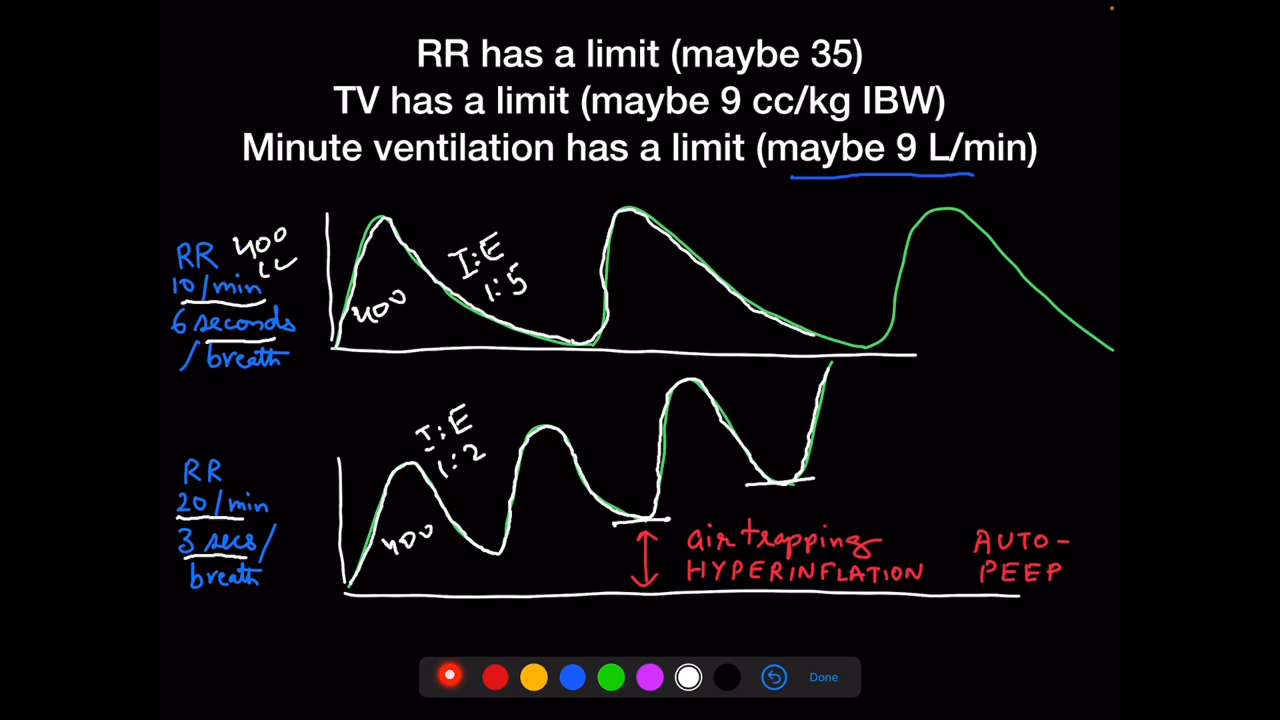 RR has a limit (maybe 35)
TV has a limit (maybe 9 cc/kg IBW)
Minute ventilation has a limit (maybe 9 L/min)
RR 400
cc
10/min
6 seconds
/breath
400
I:E
1:5
RR
20/min
3 secs/
breath
400
I:E
1:2
air trapping
HYPERINFLATION
AUTO-
PEEP
Done